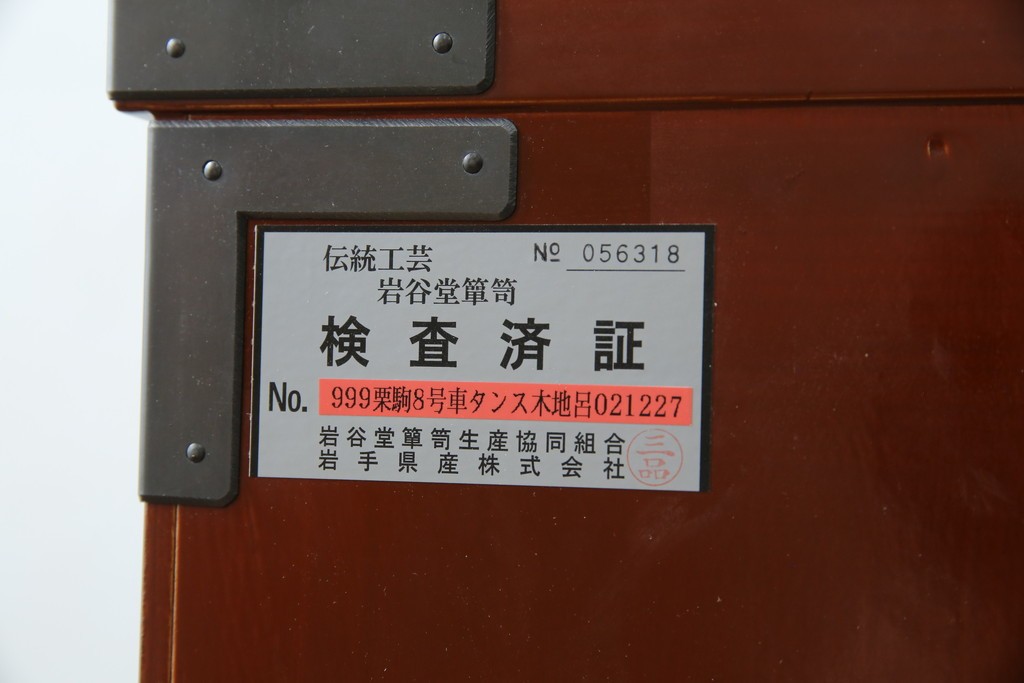 伝統工芸
№ 056318
岩谷堂簞笥
検査済証
No. 999栗駒8号車タンス木地呂021227
岩谷堂簞笥生産協同組合
岩手県産株式会社
三品